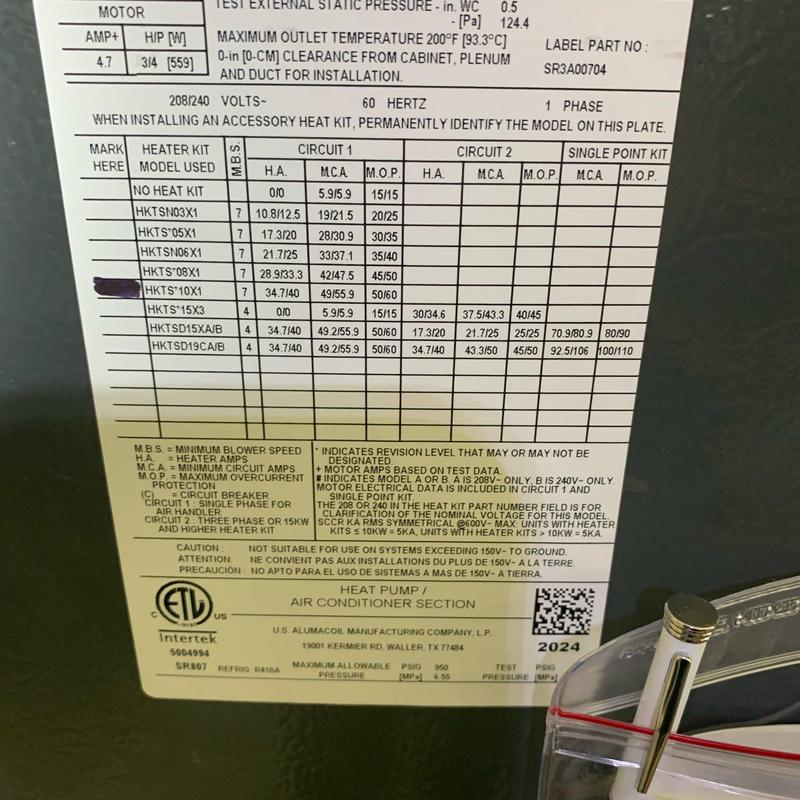 MOTOR
TEST EXTERNAL STATIC PRESSURE - in. WC 0.5
- [Pa] 124.4
AMP+ H/P [W]
4.7 3/4 [559]
MAXIMUM OUTLET TEMPERATURE 200°F [93.3°C]
0-in [0-CM] CLEARANCE FROM CABINET, PLENUM
AND DUCT FOR INSTALLATION.
LABEL PART NO :
SR3A00704
208/240 VOLTS~ 60 HERTZ 1 PHASE
WHEN INSTALLING AN ACCESSORY HEAT KIT, PERMANENTLY IDENTIFY THE MODEL ON THIS PLATE.
MARK HERE HEATER KIT MODEL USED M.B.S. CIRCUIT 1 CIRCUIT 2 SINGLE POINT KIT
H.A. M.C.A. M.O.P. H.A. M.C.A. M.O.P. M.C.A. M.O.P.
NO HEAT KIT 0/0 5.9/5.9 15/15
HKTSN03X1 7 10.8/12.5 19/21.5 20/25
HKTS*05X1 7 17.3/20 28/30.9 30/35
HKTSN06X1 7 21.7/25 33/37.1 35/40
HKTS*08X1 7 28.9/33.3 42/47.5 45/50
HKTS*10X1 7 34.7/40 49/55.9 50/60
HKTS*15X3 4 0/0 5.9/5.9 15/15 30/34.6 37.5/43.3 40/45
HKTSD15XA/B 4 34.7/40 49.2/55.9 50/60 17.3/20 21.7/25 25/25 70.9/80.9 80/90
HKTSD19CA/B 4 34.7/40 49.2/55.9 50/60 34.7/40 43.3/50 45/50 92.5/106 100/110
M.B.S. = MINIMUM BLOWER SPEED
H.A. = HEATER AMPS
M.C.A. = MINIMUM CIRCUIT AMPS
M.O.P. = MAXIMUM OVERCURRENT
PROTECTION
(C) = CIRCUIT BREAKER
CIRCUIT 1 : SINGLE PHASE FOR
AIR HANDLER
CIRCUIT 2 : THREE PHASE OR 15KW
AND HIGHER HEATER KIT
* INDICATES REVISION LEVEL THAT MAY OR MAY NOT BE
DESIGNATED.
+ MOTOR AMPS BASED ON TEST DATA.
# INDICATES MODEL A OR B. A IS 208V~ ONLY, B IS 240V~ ONLY.
MOTOR ELECTRICAL DATA IS INCLUDED IN CIRCUIT 1 AND
SINGLE POINT KIT.
THE 208 OR 240 IN THE HEAT KIT PART NUMBER FIELD IS FOR
CLARIFICATION OF THE NOMINAL VOLTAGE FOR THIS MODEL.
SCCR KA RMS SYMMETRICAL @600V~ MAX: UNITS WITH HEATER
KITS ≤ 10KW = 5KA, UNITS WITH HEATER KITS > 10KW = 5KA.
CAUTION : NOT SUITABLE FOR USE ON SYSTEMS EXCEEDING 150V~ TO GROUND.
ATTENTION: NE CONVIENT PAS AUX INSTALLATIONS DU PLUS DE 150V~ A LA TERRE.
PRECAUCIÓN : NO APTO PARA EL USO DE SISTEMAS A MAS DE 150V~ A TIERRA.
C ETL US
Intertek
5004994
SR807
HEAT PUMP /
AIR CONDITIONER SECTION
U.S. ALUMACOIL MANUFACTURING COMPANY, L.P.
19001 KERMIER RD, WALLER, TX 77484
2024
REFRIG R410A MAXIMUM ALLOWABLE PRESSURE PSIG 950 [MPa] 6.55 TEST PRESSURE PSIG [MPa]